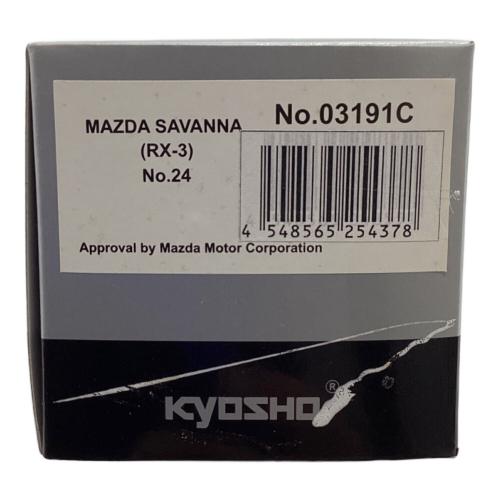 MAZDA SAVANNA
(RX-3)
No.24
No.03191C
4 548565 254378
Approval by Mazda Motor Corporation
KYOSHO®